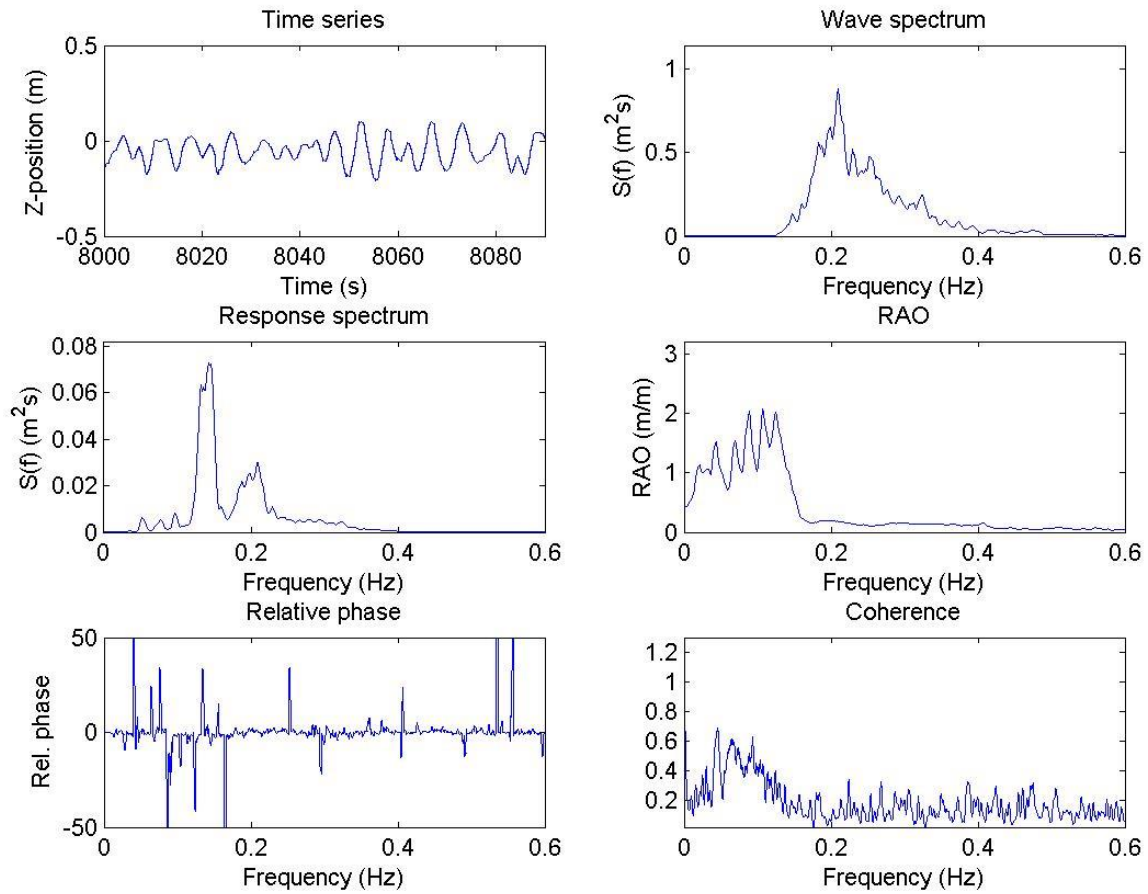 Time series
0.5
0
-0.5
Z-position (m)
8000 8020 8040 8060 8080
Time (s)
Wave spectrum
1
0.5
0
S(f) (m²s)
0 0.2 0.4 0.6
Frequency (Hz)
Response spectrum
0.08
0.06
0.04
0.02
0
S(f) (m²s)
0 0.2 0.4 0.6
Frequency (Hz)
RAO
3
2
1
0
RAO (m/m)
0 0.2 0.4 0.6
Frequency (Hz)
Relative phase
50
0
-50
Rel. phase
0 0.2 0.4 0.6
Frequency (Hz)
Coherence
1.2
1
0.8
0.6
0.4
0.2
0 0.2 0.4 0.6
Frequency (Hz)